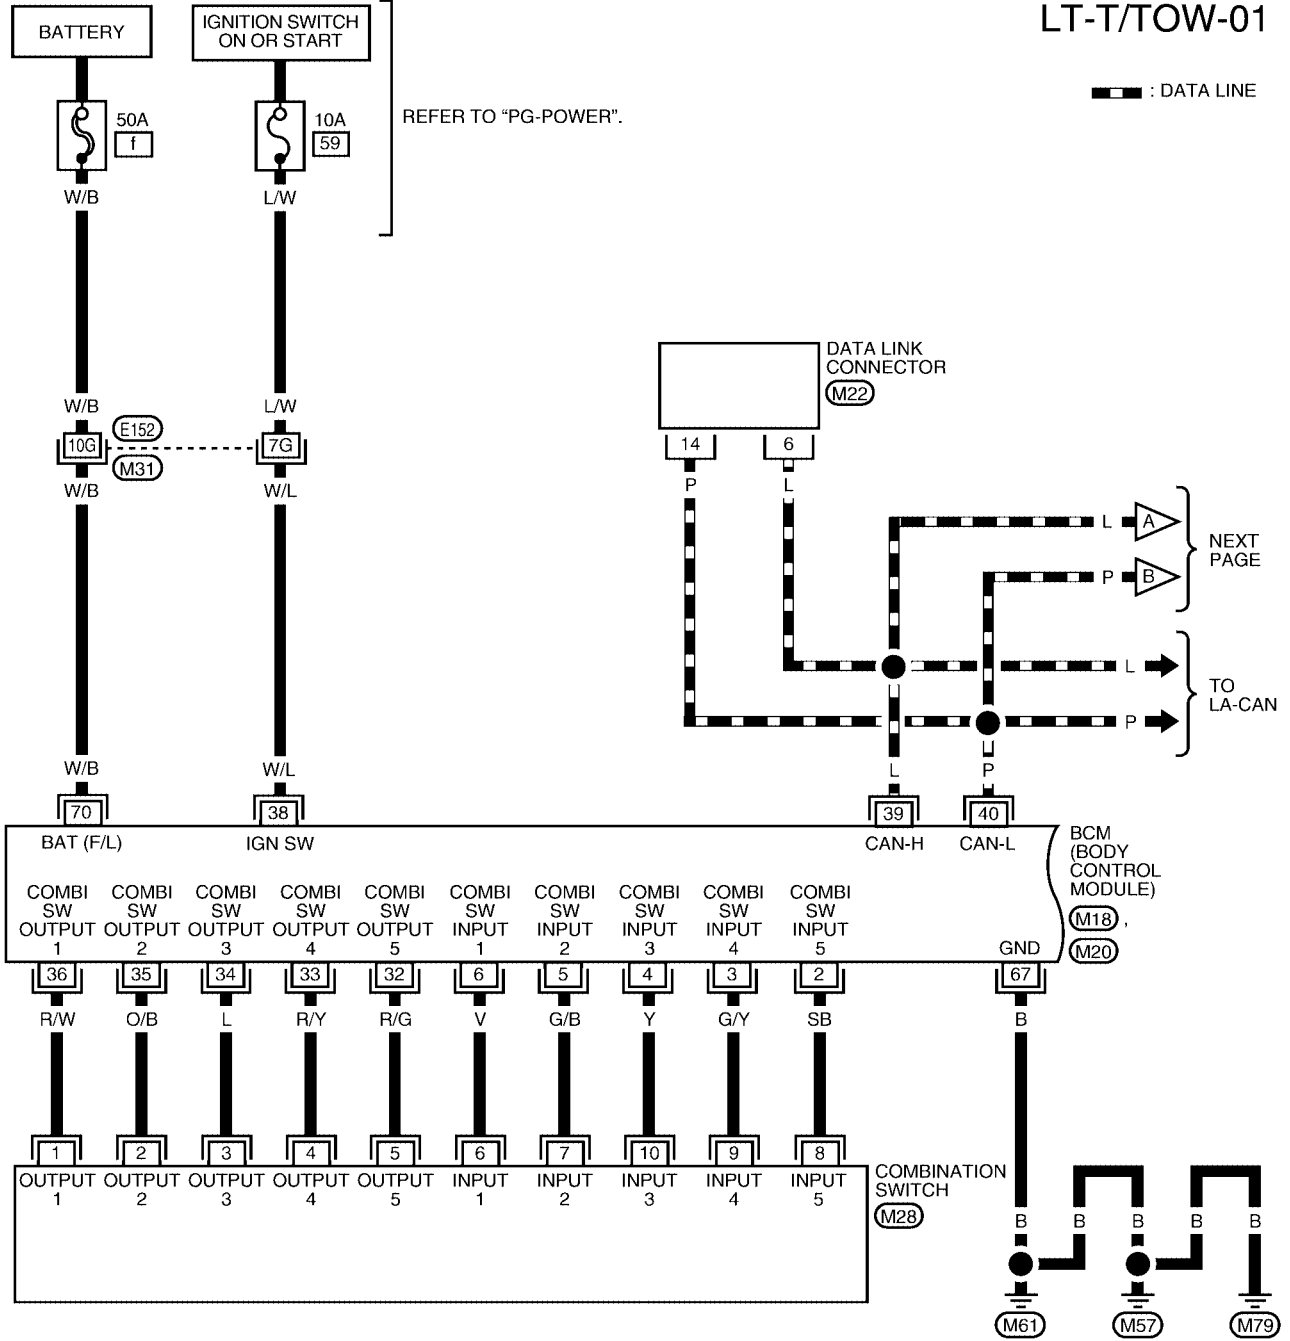 LT-T/TOW-01
BATTERY
IGNITION SWITCH
ON OR START
: DATA LINE
50A
f
10A
59
REFER TO “PG-POWER”.
W/B
L/W
DATA LINK
CONNECTOR
M22
W/B
L/W
E152
10G
7G
M31
14
6
W/B
W/L
P
L
L
A
NEXT
PAGE
P
B
L
TO
LA-CAN
P
W/B
W/L
L
P
70
38
39
40
BAT (F/L)
IGN SW
CAN-H
CAN-L
BCM
(BODY
CONTROL
MODULE)
M18 ,
M20
COMBI
SW
OUTPUT
1
COMBI
SW
OUTPUT
2
COMBI
SW
OUTPUT
3
COMBI
SW
OUTPUT
4
COMBI
SW
OUTPUT
5
COMBI
SW
INPUT
1
COMBI
SW
INPUT
2
COMBI
SW
INPUT
3
COMBI
SW
INPUT
4
COMBI
SW
INPUT
5
GND
36
35
34
33
32
6
5
4
3
2
67
R/W
O/B
L
R/Y
R/G
V
G/B
Y
G/Y
SB
B
1
2
3
4
5
6
7
10
9
8
OUTPUT
1
OUTPUT
2
OUTPUT
3
OUTPUT
4
OUTPUT
5
INPUT
1
INPUT
2
INPUT
3
INPUT
4
INPUT
5
COMBINATION
SWITCH
M28
B
B
B
B
B
M61
M57
M79